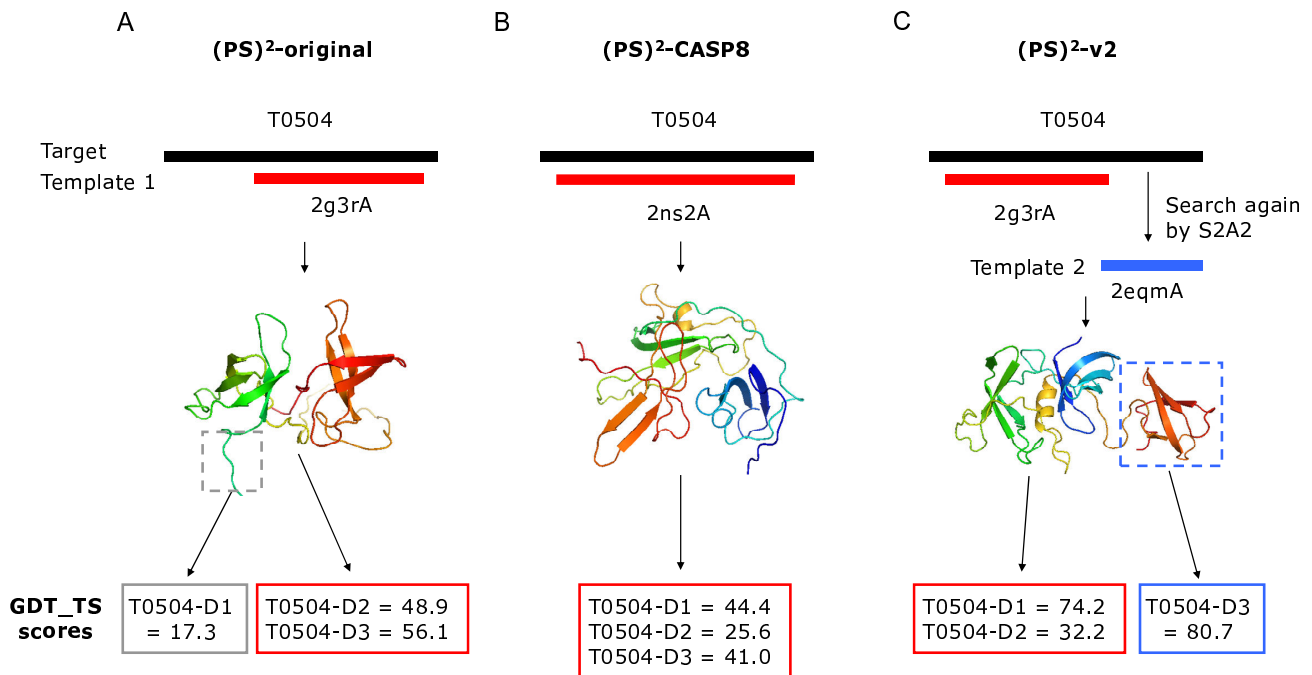 A
B
C
(PS)²-original
(PS)²-CASP8
(PS)²-v2
T0504
T0504
T0504
Target
Template 1
2g3rA
2ns2A
2g3rA
Search again
by S2A2
Template 2
2eqmA
GDT_TS
scores
T0504-D1
= 17.3
T0504-D2 = 48.9
T0504-D3 = 56.1
T0504-D1 = 44.4
T0504-D2 = 25.6
T0504-D3 = 41.0
T0504-D1 = 74.2
T0504-D2 = 32.2
T0504-D3
= 80.7